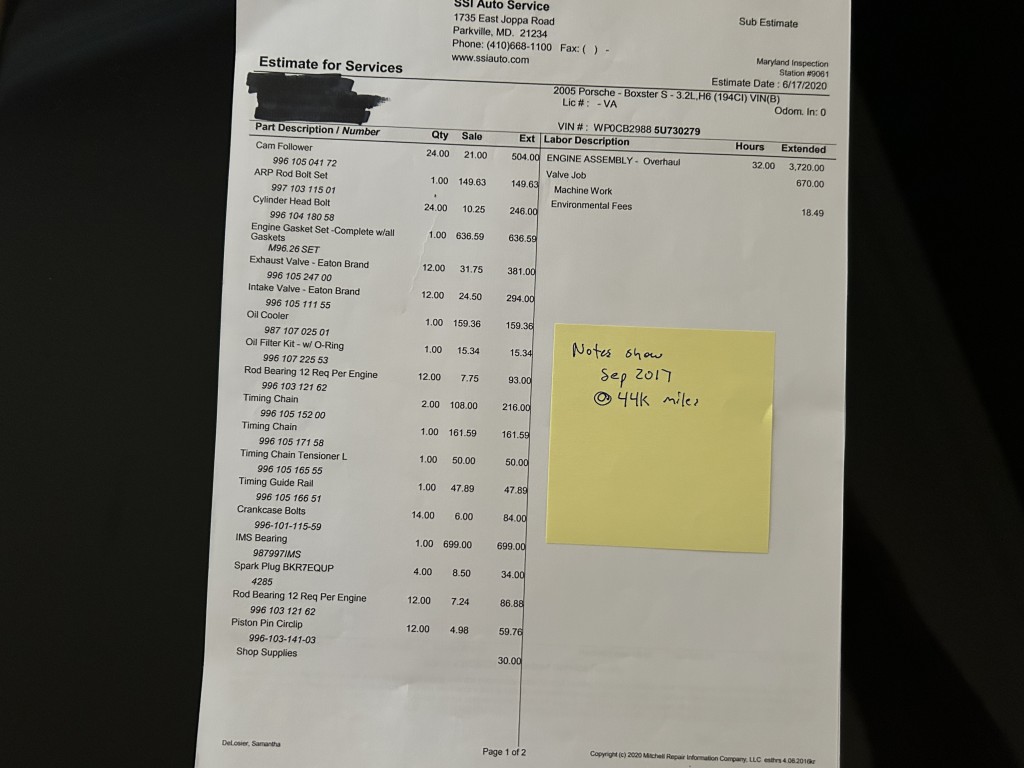 SSI Auto Service
1735 East Joppa Road
Parkville, MD. 21234
Phone: (410)668-1100 Fax: ( ) -
www.ssiauto.com
Sub Estimate
Maryland Inspection
Station #9061
Estimate for Services
Estimate Date : 6/17/2020
2005 Porsche - Boxster S - 3.2L,H6 (194CI) VIN(B)
Lic # : - VA
Odom. In: 0
VIN # : WP0CB2988 5U730279
Part Description / Number Qty Sale Ext Labor Description Hours Extended
Cam Follower 24.00 21.00 504.00 ENGINE ASSEMBLY - Overhaul 32.00 3,720.00
996 105 041 72
ARP Rod Bolt Set 1.00 149.63 149.63 Valve Job 670.00
997 103 115 01 Machine Work
Cylinder Head Bolt 24.00 10.25 246.00 Environmental Fees 18.49
996 104 180 58
Engine Gasket Set -Complete w/all 1.00 636.59 636.59
Gaskets
M96.26 SET
Exhaust Valve - Eaton Brand 12.00 31.75 381.00
996 105 247 00
Intake Valve - Eaton Brand 12.00 24.50 294.00
996 105 111 55
Oil Cooler 1.00 159.36 159.36
987 107 025 01
Oil Filter Kit - w/ O-Ring 1.00 15.34 15.34
996 107 225 53
Rod Bearing 12 Req Per Engine 12.00 7.75 93.00
996 103 121 62
Timing Chain 2.00 108.00 216.00
996 105 152 00
Timing Chain 1.00 161.59 161.59
996 105 171 58
Timing Chain Tensioner L 1.00 50.00 50.00
996 105 165 55
Timing Guide Rail 1.00 47.89 47.89
996 105 166 51
Crankcase Bolts 14.00 6.00 84.00
996-101-115-59
IMS Bearing 1.00 699.00 699.00
987997IMS
Spark Plug BKR7EQUP 4.00 8.50 34.00
4285
Rod Bearing 12 Req Per Engine 12.00 7.24 86.88
996 103 121 62
Piston Pin Circlip 12.00 4.98 59.76
996-103-141-03
Shop Supplies 30.00
Notes show
Sep 2017
@ 44K miles
DeLosier, Samantha
Page 1 of 2
Copyright (c) 2020 Mitchell Repair Information Company, LLC